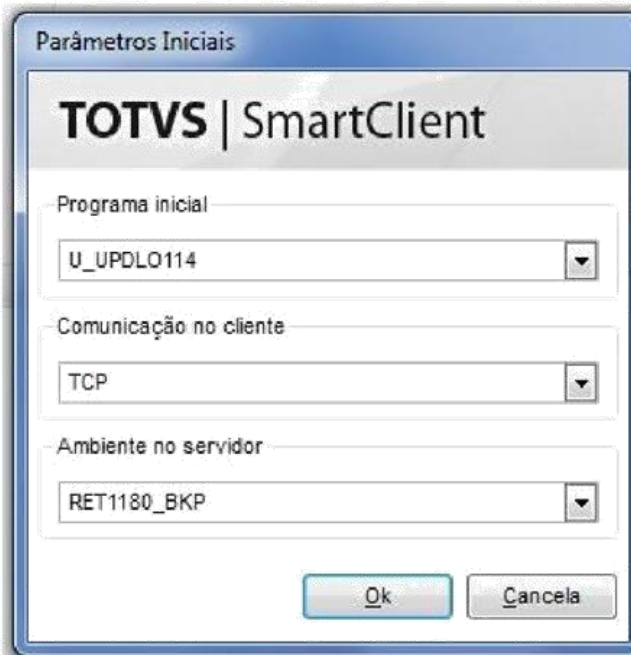 Parâmetros Iniciais
TOTVS | SmartClient
Programa inicial
U_UPDLO114
Comunicação no cliente
TCP
Ambiente no servidor
RET1180_BKP
Ok Cancela